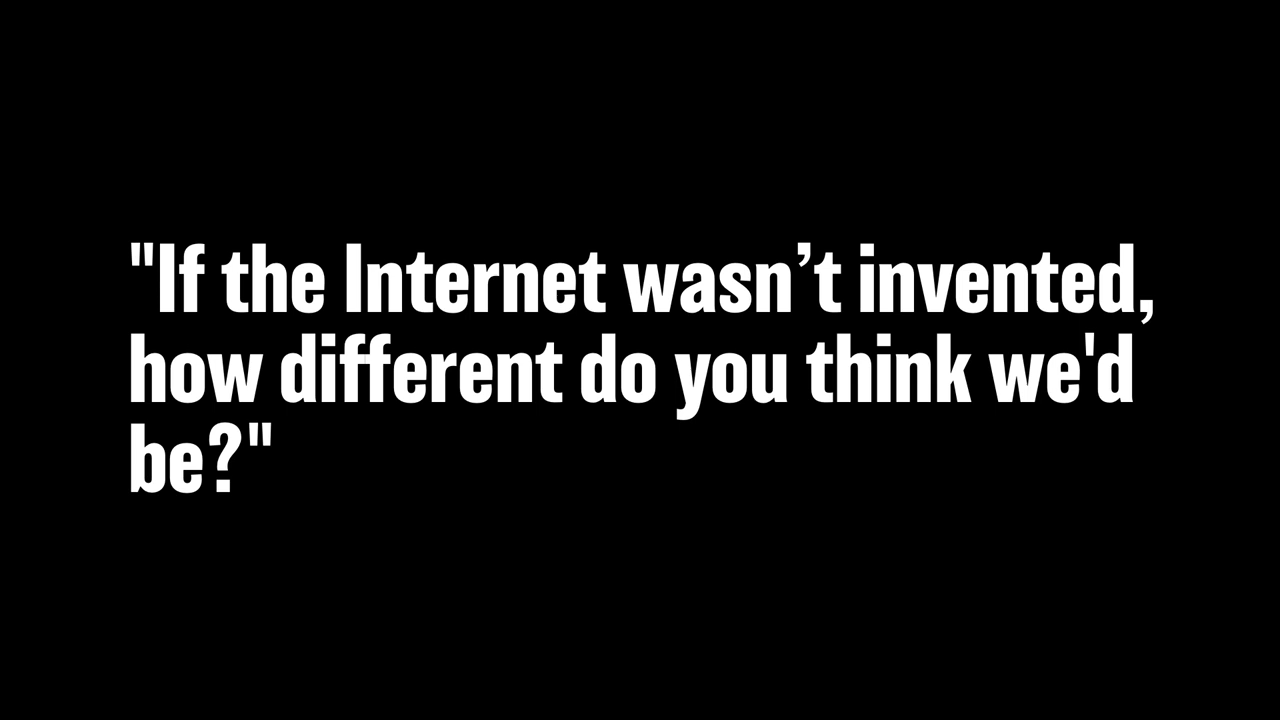 "If the Internet wasn’t invented,
how different do you think we'd
be?"